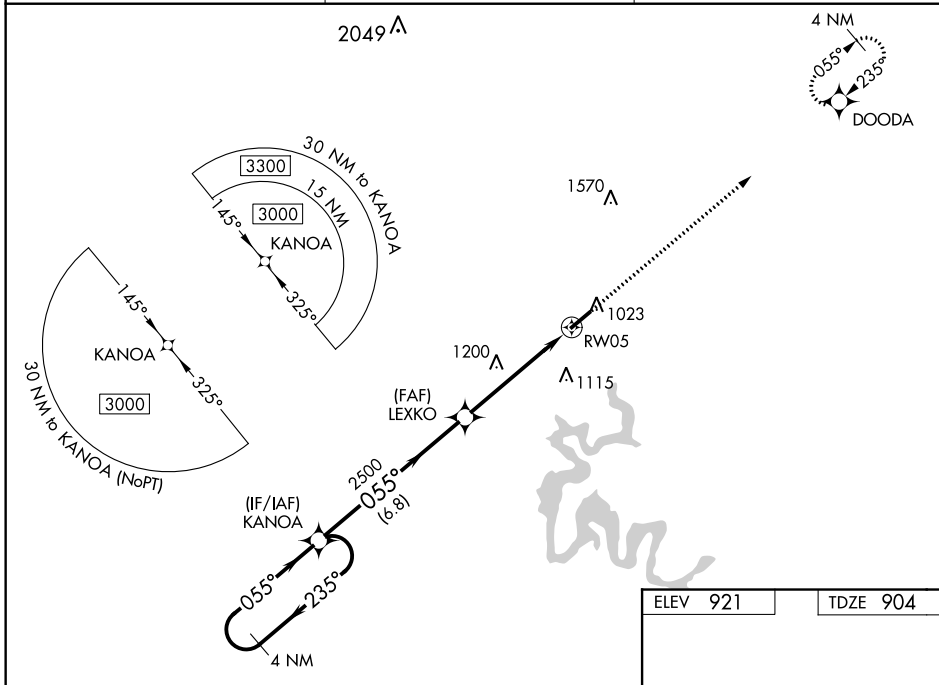 2049
4 NM
055°
235°
DOODA
30 NM to KANOA
3300
15 NM
3000
145°
KANOA
325°
1570
145°
KANOA
325°
3000
30 NM to KANOA (NoPT)
1023
RW05
1200
1115
(FAF)
LEXKO
2500
055°
(6.8)
(IF/IAF)
KANOA
055°
235°
4 NM
ELEV 921
TDZE 904